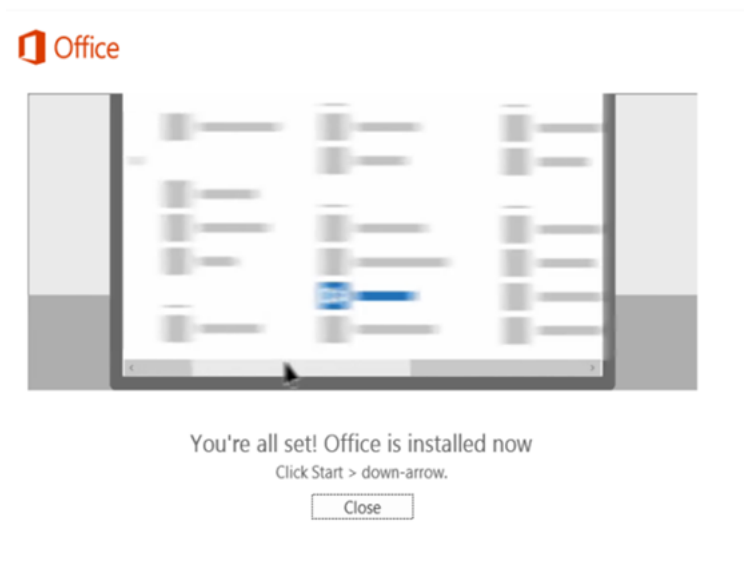 Office
You're all set! Office is installed now
Click Start > down-arrow.
Close